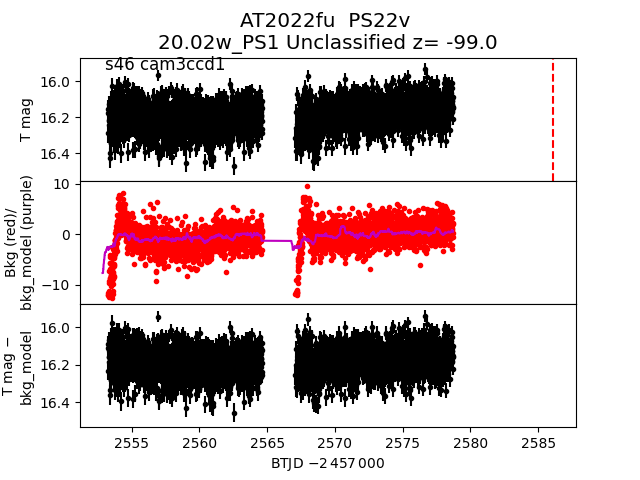 AT2022fu  PS22v
20.02w_PS1 Unclassified z= -99.0
s46 cam3ccd1
16.0
16.2
16.4
T mag
10
0
−10
Bkg (red)/
bkg_model (purple)
16.0
16.2
16.4
T mag −
bkg_model
2555 2560 2565 2570 2575 2580 2585
BTJD −2 457 000